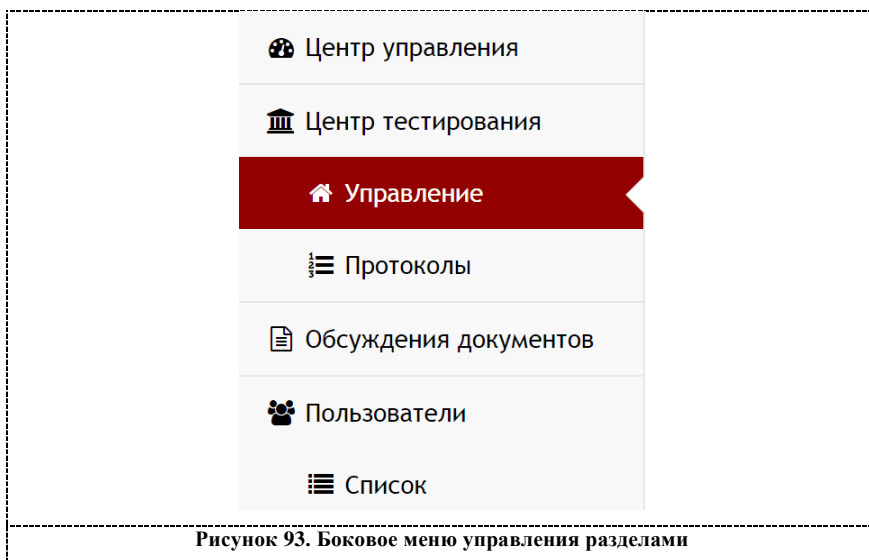 Центр управления
Центр тестирования
Управление
Протоколы
Обсуждения документов
Пользователи
Список
Рисунок 93. Боковое меню управления разделами